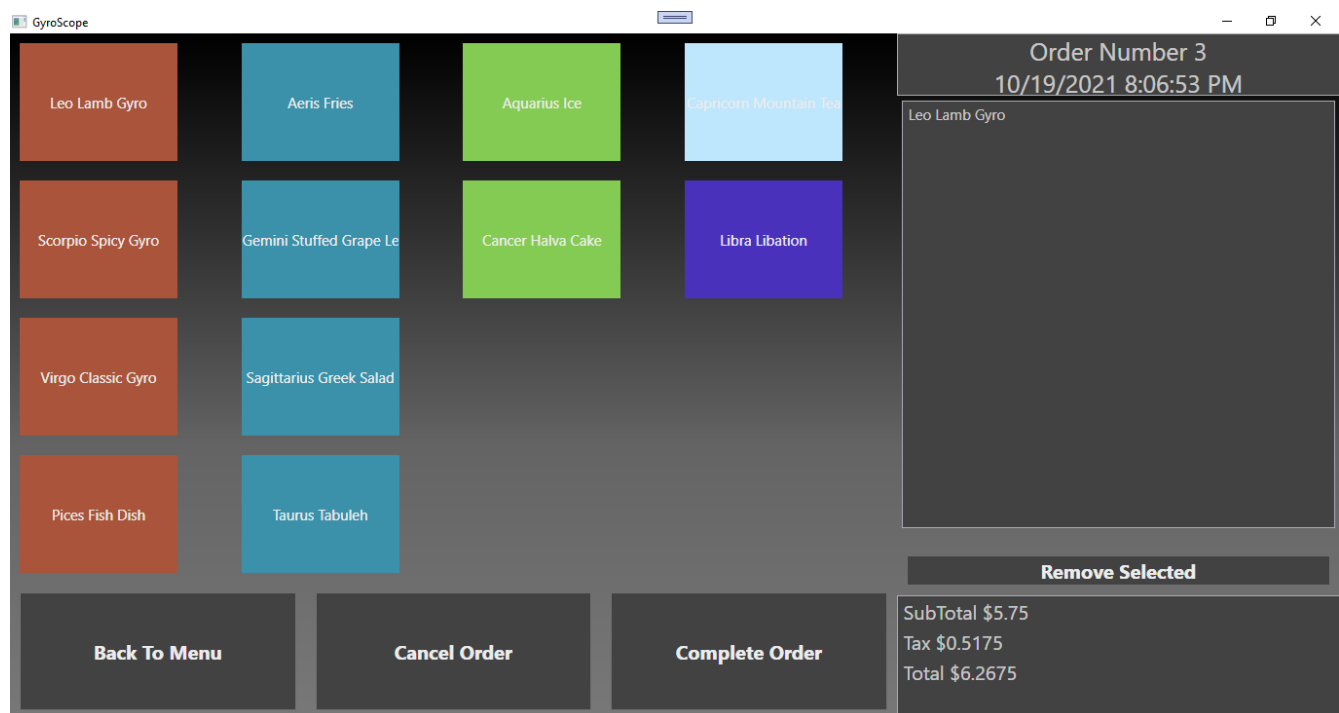 GyroScope
Leo Lamb Gyro
Aeris Fries
Aquarius Ice
Capricorn Mountain Tea
Scorpio Spicy Gyro
Gemini Stuffed Grape Le
Cancer Halva Cake
Libra Libation
Virgo Classic Gyro
Sagittarius Greek Salad
Pices Fish Dish
Taurus Tabuleh
Back To Menu
Cancel Order
Complete Order
Order Number 3
10/19/2021 8:06:53 PM
Leo Lamb Gyro
Remove Selected
SubTotal $5.75
Tax $0.5175
Total $6.2675